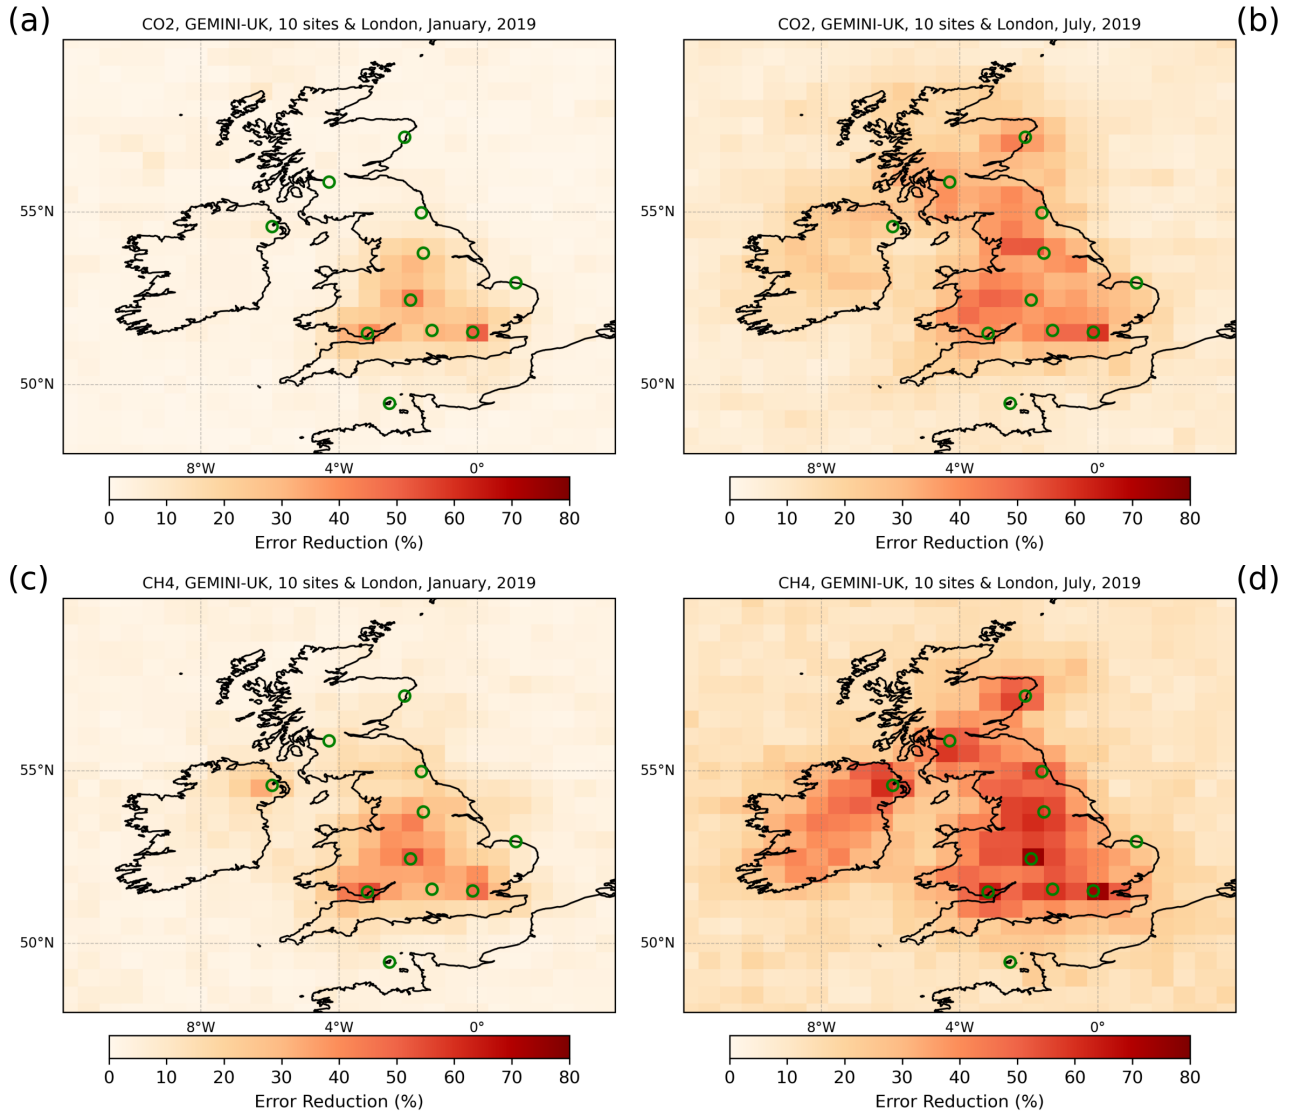 (a)
CO2, GEMINI-UK, 10 sites & London, January, 2019
CO2, GEMINI-UK, 10 sites & London, July, 2019
(b)
55°N
55°N
50°N
50°N
8°W 4°W 0°
8°W 4°W 0°
0 10 20 30 40 50 60 70 80
0 10 20 30 40 50 60 70 80
Error Reduction (%)
Error Reduction (%)
(c)
CH4, GEMINI-UK, 10 sites & London, January, 2019
CH4, GEMINI-UK, 10 sites & London, July, 2019
(d)
55°N
55°N
50°N
50°N
8°W 4°W 0°
8°W 4°W 0°
0 10 20 30 40 50 60 70 80
0 10 20 30 40 50 60 70 80
Error Reduction (%)
Error Reduction (%)